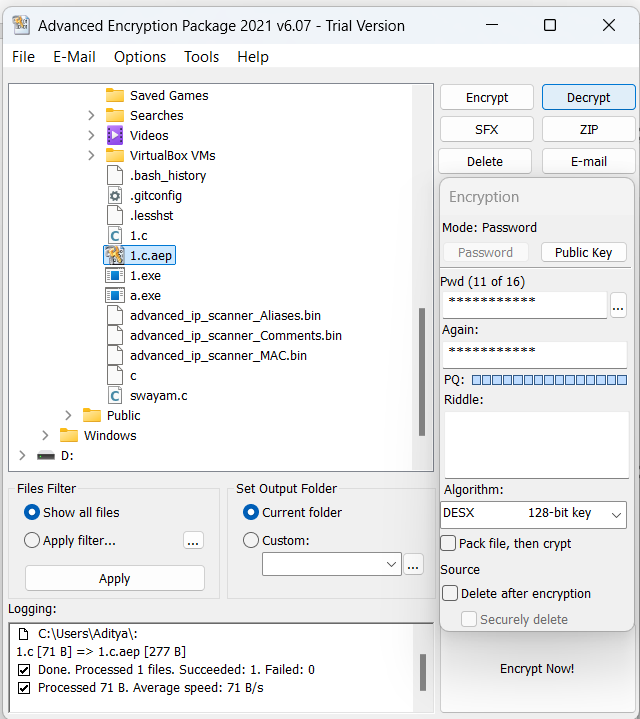 Advanced Encryption Package 2021 v6.07 - Trial Version
File E-Mail Options Tools Help
Saved Games
Searches
Videos
VirtualBox VMs
.bash_history
.gitconfig
.lesshst
1.c
1.c.aep
1.exe
a.exe
advanced_ip_scanner_Aliases.bin
advanced_ip_scanner_Comments.bin
advanced_ip_scanner_MAC.bin
c
swayam.c
Public
Windows
D:
Files Filter
Show all files
Apply filter... ...
Apply
Set Output Folder
Current folder
Custom:
...
Logging:
C:\Users\Aditya\:
1.c [71 B] => 1.c.aep [277 B]
Done. Processed 1 files. Succeeded: 1. Failed: 0
Processed 71 B. Average speed: 71 B/s
Encrypt Decrypt
SFX ZIP
Delete E-mail
Encryption
Mode: Password
Password Public Key
Pwd (11 of 16)
*********** ...
Again:
***********
PQ:
Riddle:
Algorithm:
DESX 128-bit key
Pack file, then crypt
Source
Delete after encryption
Securely delete
Encrypt Now!